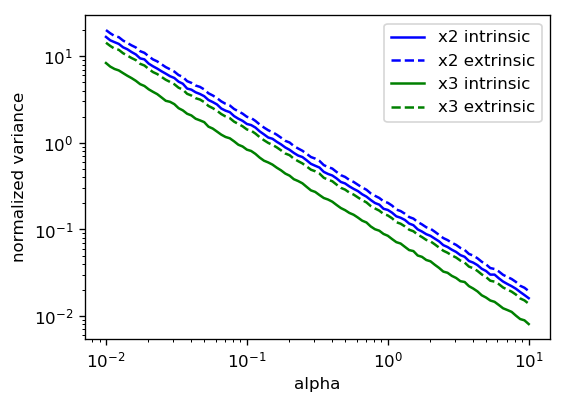 x2 intrinsic
x2 extrinsic
x3 intrinsic
x3 extrinsic
10¹
10⁰
10⁻¹
10⁻²
normalized variance
10⁻² 10⁻¹ 10⁰ 10¹
alpha